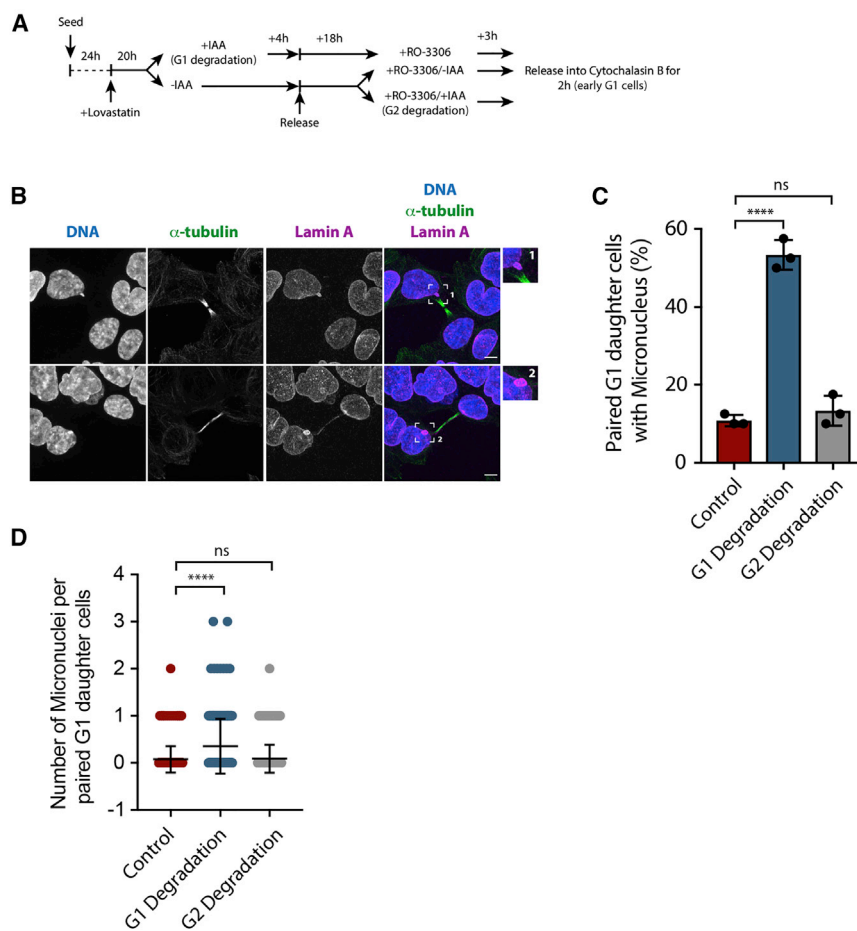 A
Seed
24h
20h
+Lovastatin
+IAA
(G1 degradation)
-IAA
+4h
+18h
Release
+RO-3306
+RO-3306/-IAA
+RO-3306/+IAA
(G2 degradation)
+3h
Release into Cytochalasin B for
2h (early G1 cells)
B
DNA
α-tubulin
Lamin A
DNA
α-tubulin
Lamin A
1
1
2
2
C
Paired G1 daughter cells
with Micronucleus (%)
60
40
20
0
ns
****
Control
G1 Degradation
G2 Degradation
D
Number of Micronuclei per
paired G1 daughter cells
4
3
2
1
0
-1
ns
****
Control
G1 Degradation
G2 Degradation